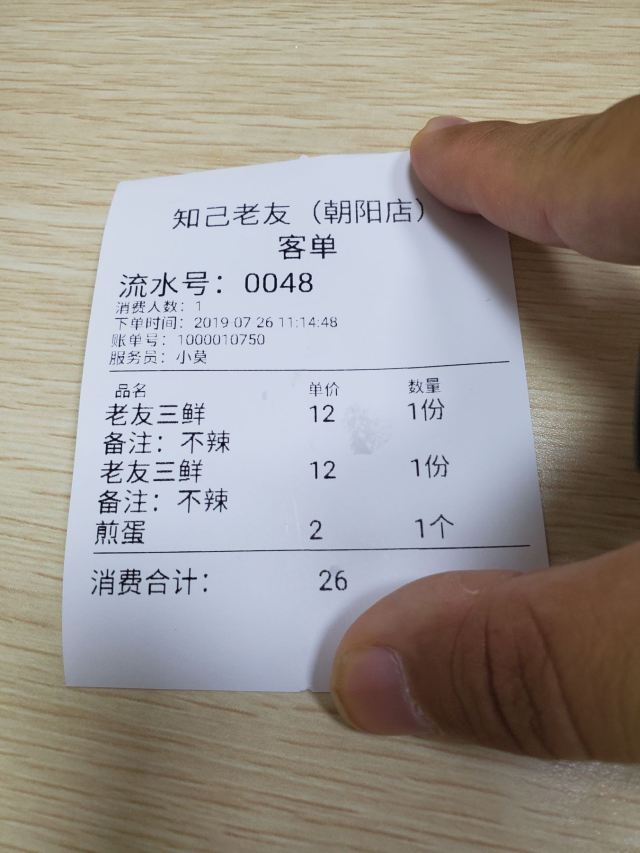 知己老友（朝阳店）
客单
流水号：0048
消费人数：1
下单时间：2019-07-26 11:14:48
账单号：1000010750
服务员：小莫
品名 单价 数量
老友三鲜 12 1份
备注：不辣
老友三鲜 12 1份
备注：不辣
煎蛋 2 1个
消费合计： 26